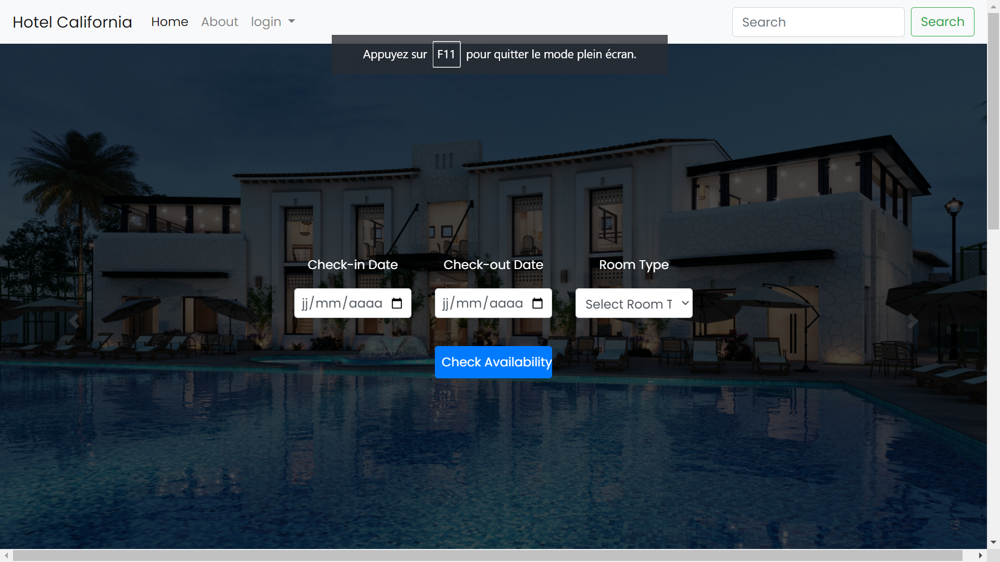 Hotel California Home About login Search Search
Appuyez sur F11 pour quitter le mode plein écran.
Check-in Date Check-out Date Room Type
jj/mm/aaaa jj/mm/aaaa Select Room T
Check Availability